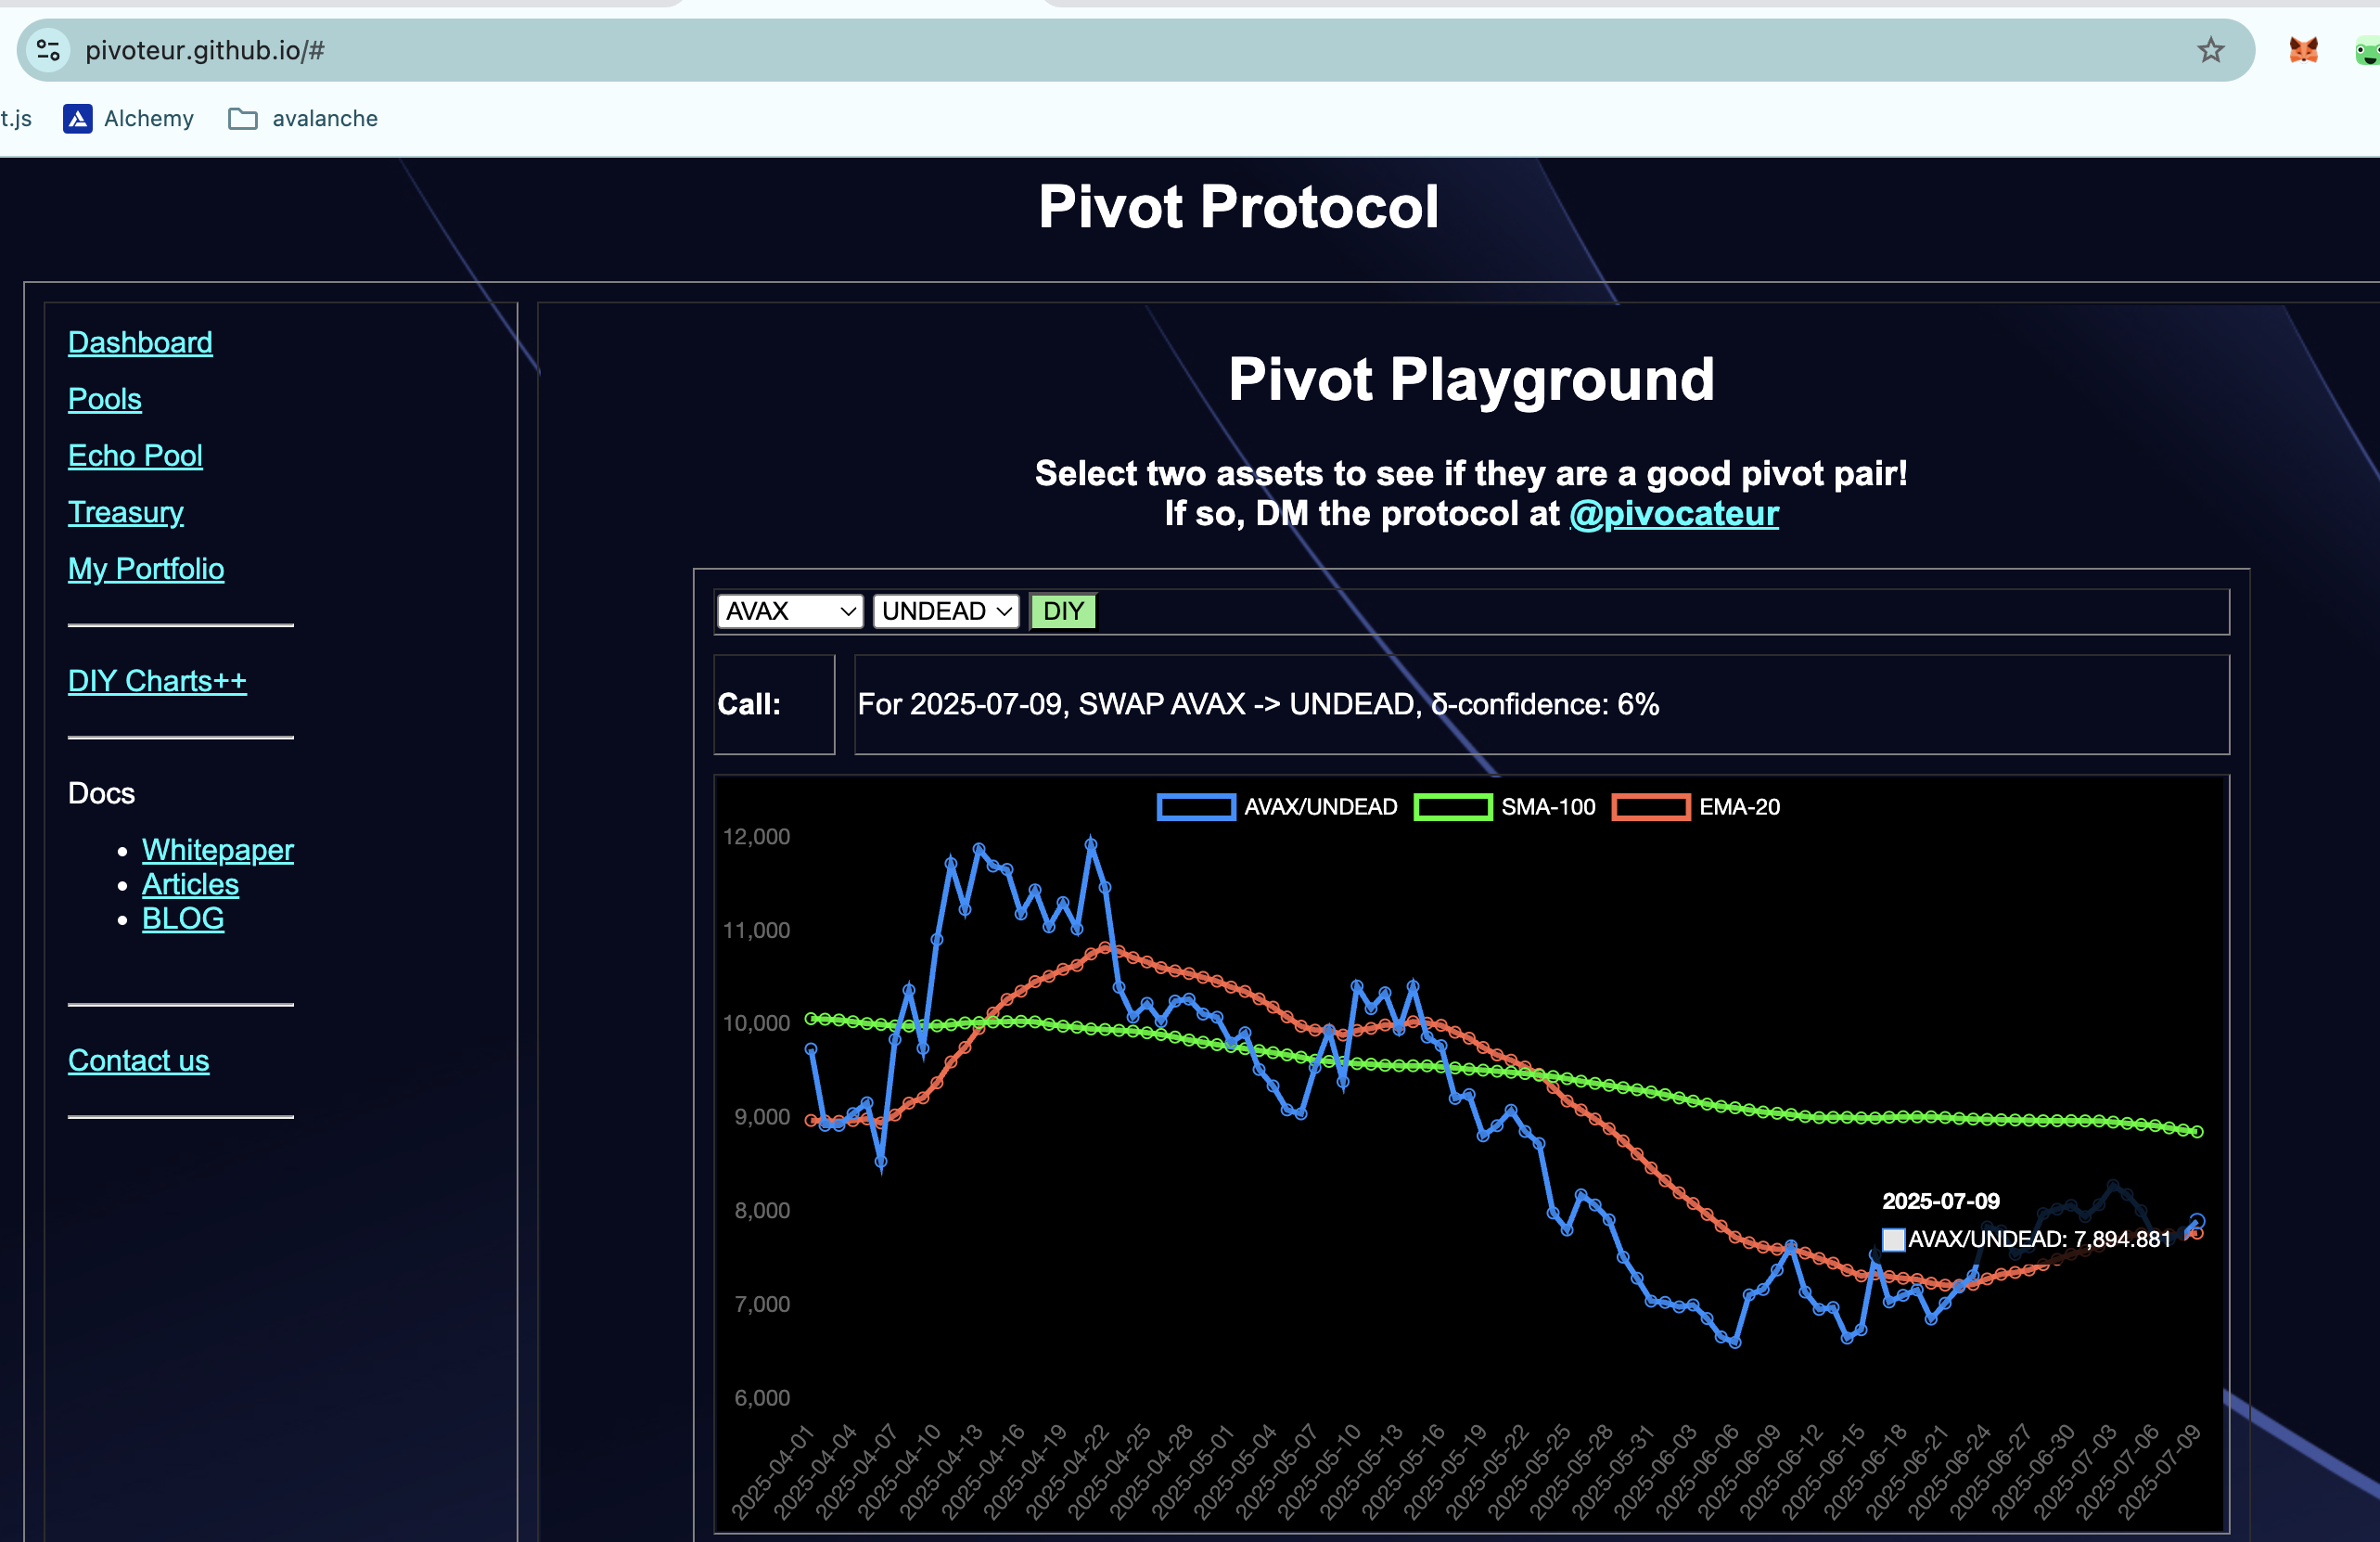 pivoteur.github.io/#
t.js
Alchemy
avalanche
Pivot Protocol
Dashboard
Pools
Echo Pool
Treasury
My Portfolio
DIY Charts++
Docs
Whitepaper
Articles
BLOG
Contact us
Pivot Playground
Select two assets to see if they are a good pivot pair!
If so, DM the protocol at @pivocateur
AVAX UNDEAD DIY
Call: For 2025-07-09, SWAP AVAX -> UNDEAD, δ-confidence: 6%
AVAX/UNDEAD SMA-100 EMA-20
12,000
11,000
10,000
9,000
8,000
7,000
6,000
2025-07-09
AVAX/UNDEAD: 7,894.881
2025-04-01
2025-04-04
2025-04-07
2025-04-10
2025-04-13
2025-04-16
2025-04-19
2025-04-22
2025-04-25
2025-04-28
2025-05-01
2025-05-04
2025-05-07
2025-05-10
2025-05-13
2025-05-16
2025-05-19
2025-05-22
2025-05-25
2025-05-28
2025-05-31
2025-06-03
2025-06-06
2025-06-09
2025-06-12
2025-06-15
2025-06-18
2025-06-21
2025-06-24
2025-06-27
2025-06-30
2025-07-03
2025-07-06
2025-07-09